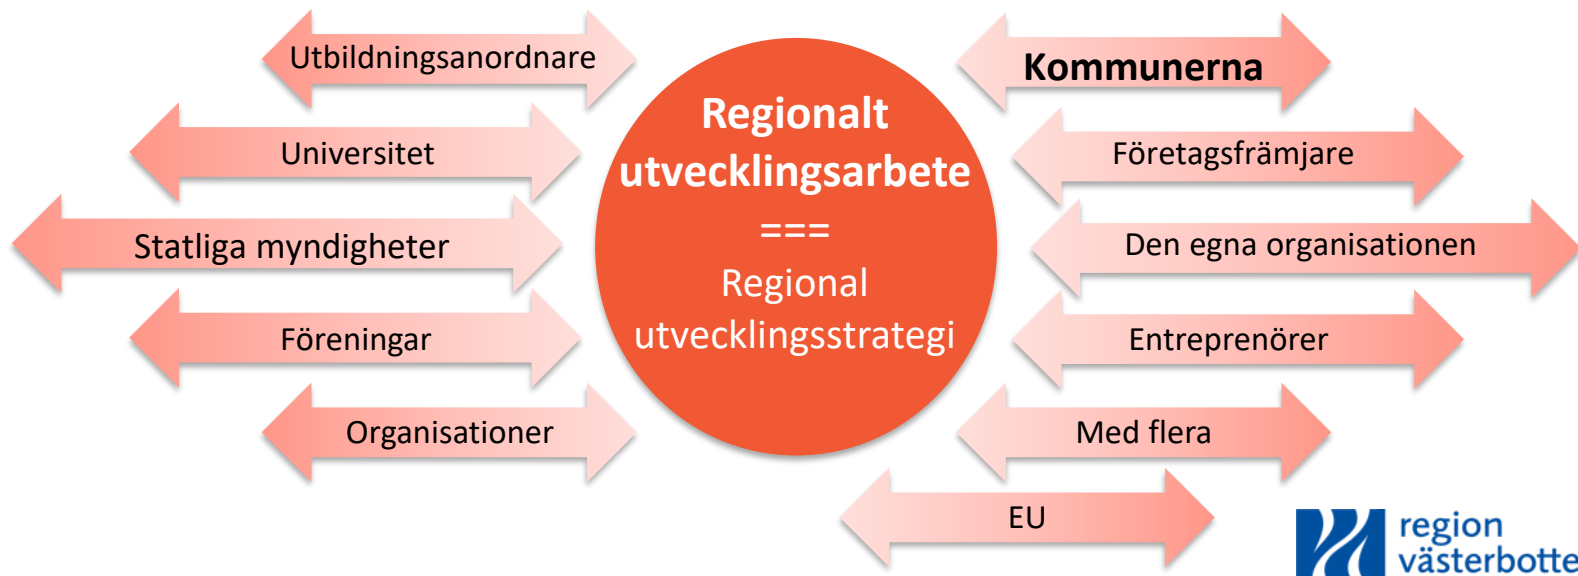 Utbildningsanordnare
Universitet
Statliga myndigheter
Föreningar
Organisationer
Regionalt
utvecklingsarbete
===
Regional
utvecklingsstrategi
Kommunerna
Företagsfrämjare
Den egna organisationen
Entreprenörer
Med flera
EU
region
västerbotte